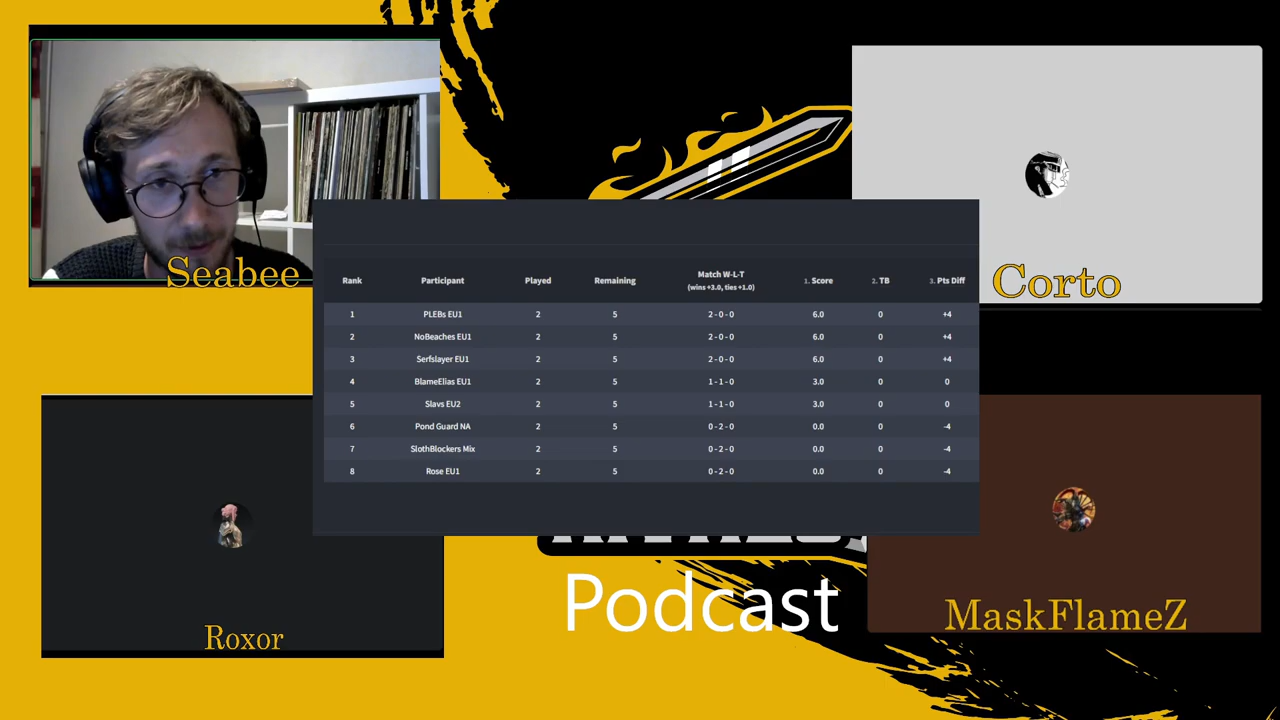 Seabee
Corto
Rank Participant Played Remaining Match W-L-T (wins +3.0, ties +1.0) 1. Score 2. TB 3. Pts Diff
1 PLEBs EU1 2 5 2 - 0 - 0 6.0 0 +4
2 NoBeaches EU1 2 5 2 - 0 - 0 6.0 0 +4
3 Serfslayer EU1 2 5 2 - 0 - 0 6.0 0 +4
4 BlameElias EU1 2 5 1 - 1 - 0 3.0 0 0
5 Slavs EU2 2 5 1 - 1 - 0 3.0 0 0
6 Pond Guard NA 2 5 0 - 2 - 0 0.0 0 -4
7 SlothBlockers Mix 2 5 0 - 2 - 0 0.0 0 -4
8 Rose EU1 2 5 0 - 2 - 0 0.0 0 -4
Podcast
Roxor
MaskFlameZ